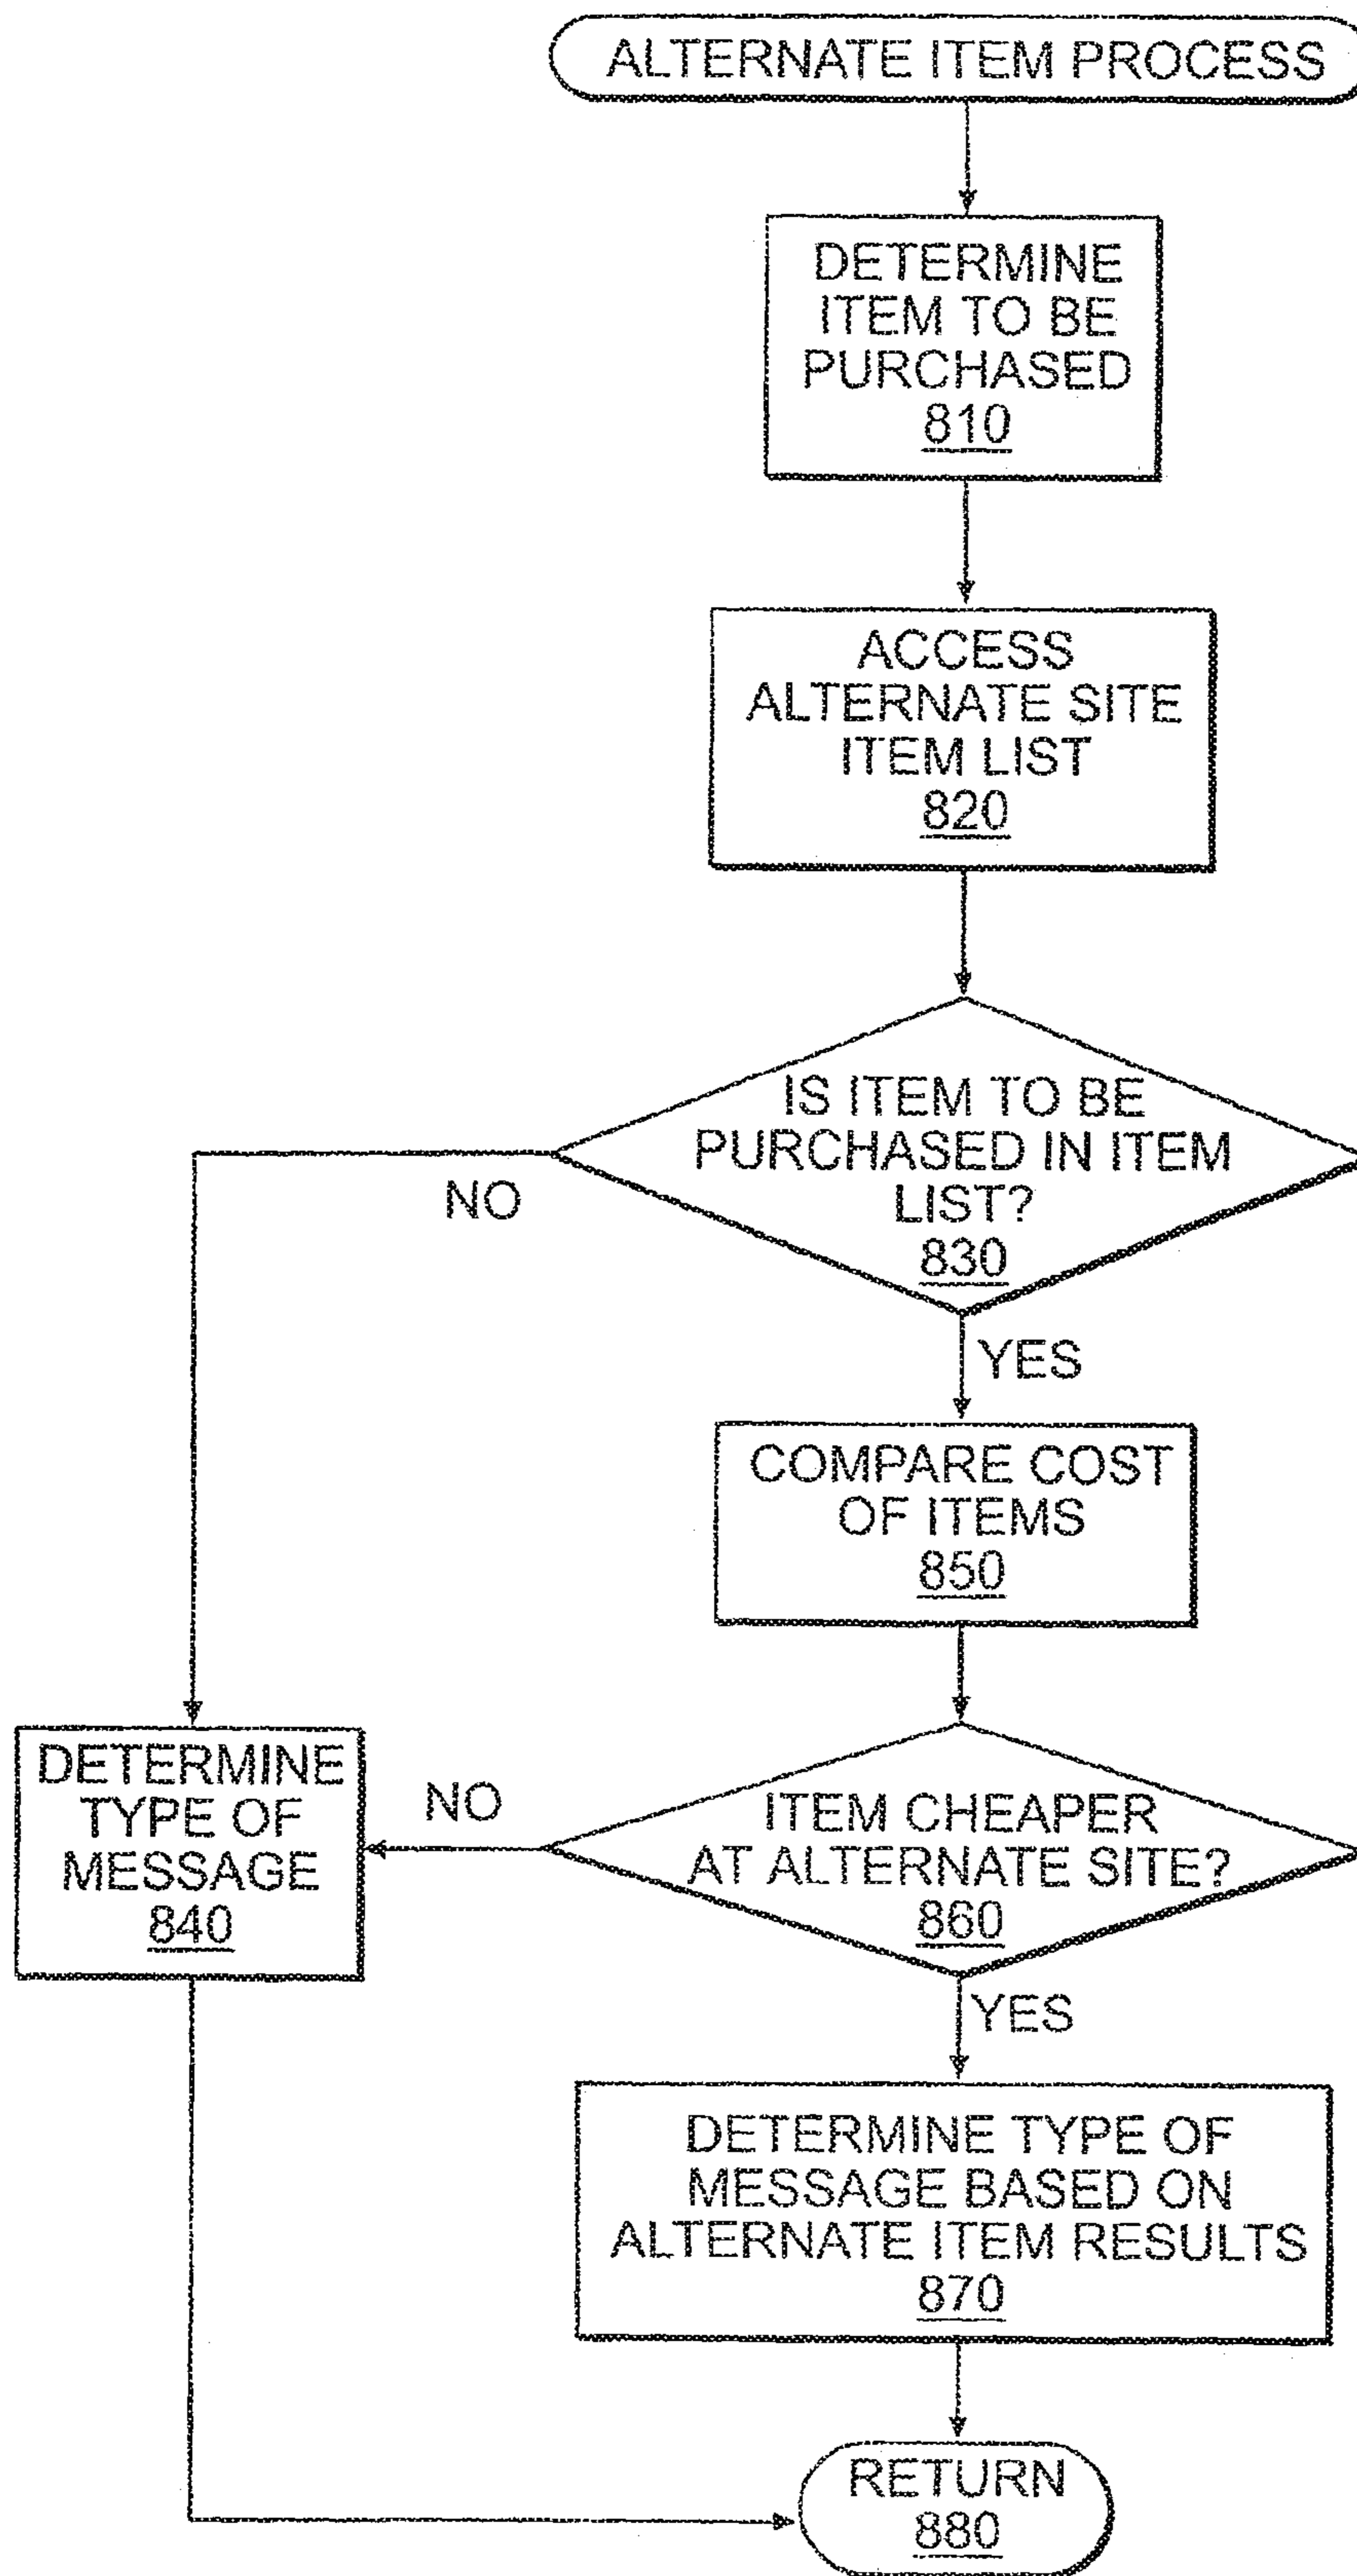 ALTERNATE ITEM PROCESS
DETERMINE
ITEM TO BE
PURCHASED
810
ACCESS
ALTERNATE SITE
ITEM LIST
820
IS ITEM TO BE
PURCHASED IN ITEM
LIST?
830
NO
YES
COMPARE COST
OF ITEMS
850
DETERMINE
TYPE OF
MESSAGE
840
NO
ITEM CHEAPER
AT ALTERNATE SITE?
860
YES
DETERMINE TYPE OF
MESSAGE BASED ON
ALTERNATE ITEM RESULTS
870
RETURN
880